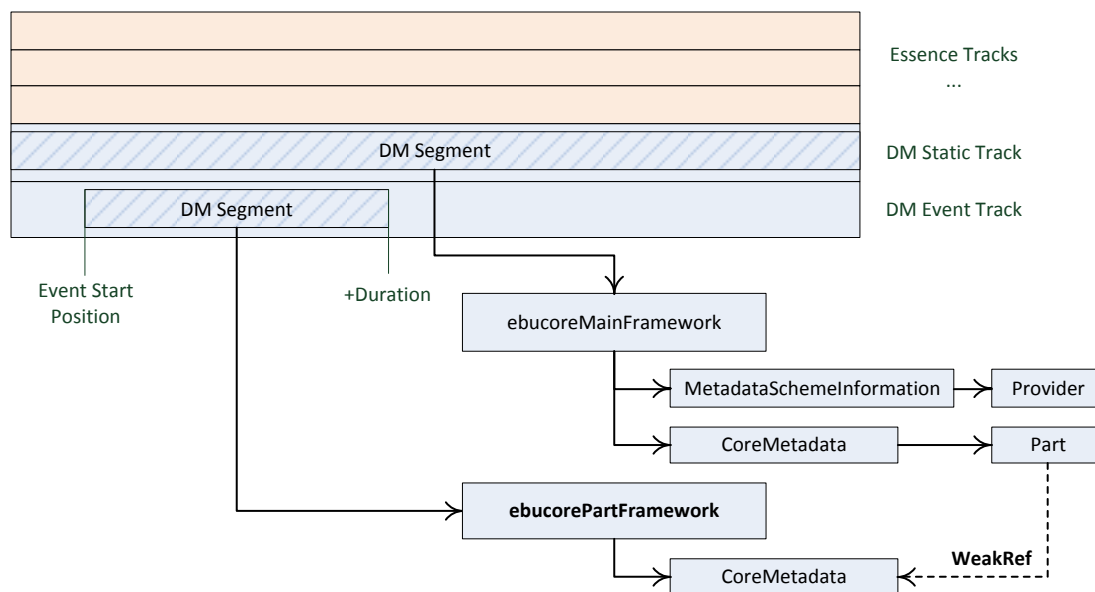 Essence Tracks
...
DM Segment
DM Static Track
DM Segment
DM Event Track
Event Start
Position
+Duration
ebucoreMainFramework
MetadataSchemeInformation
Provider
CoreMetadata
Part
ebucorePartFramework
WeakRef
CoreMetadata